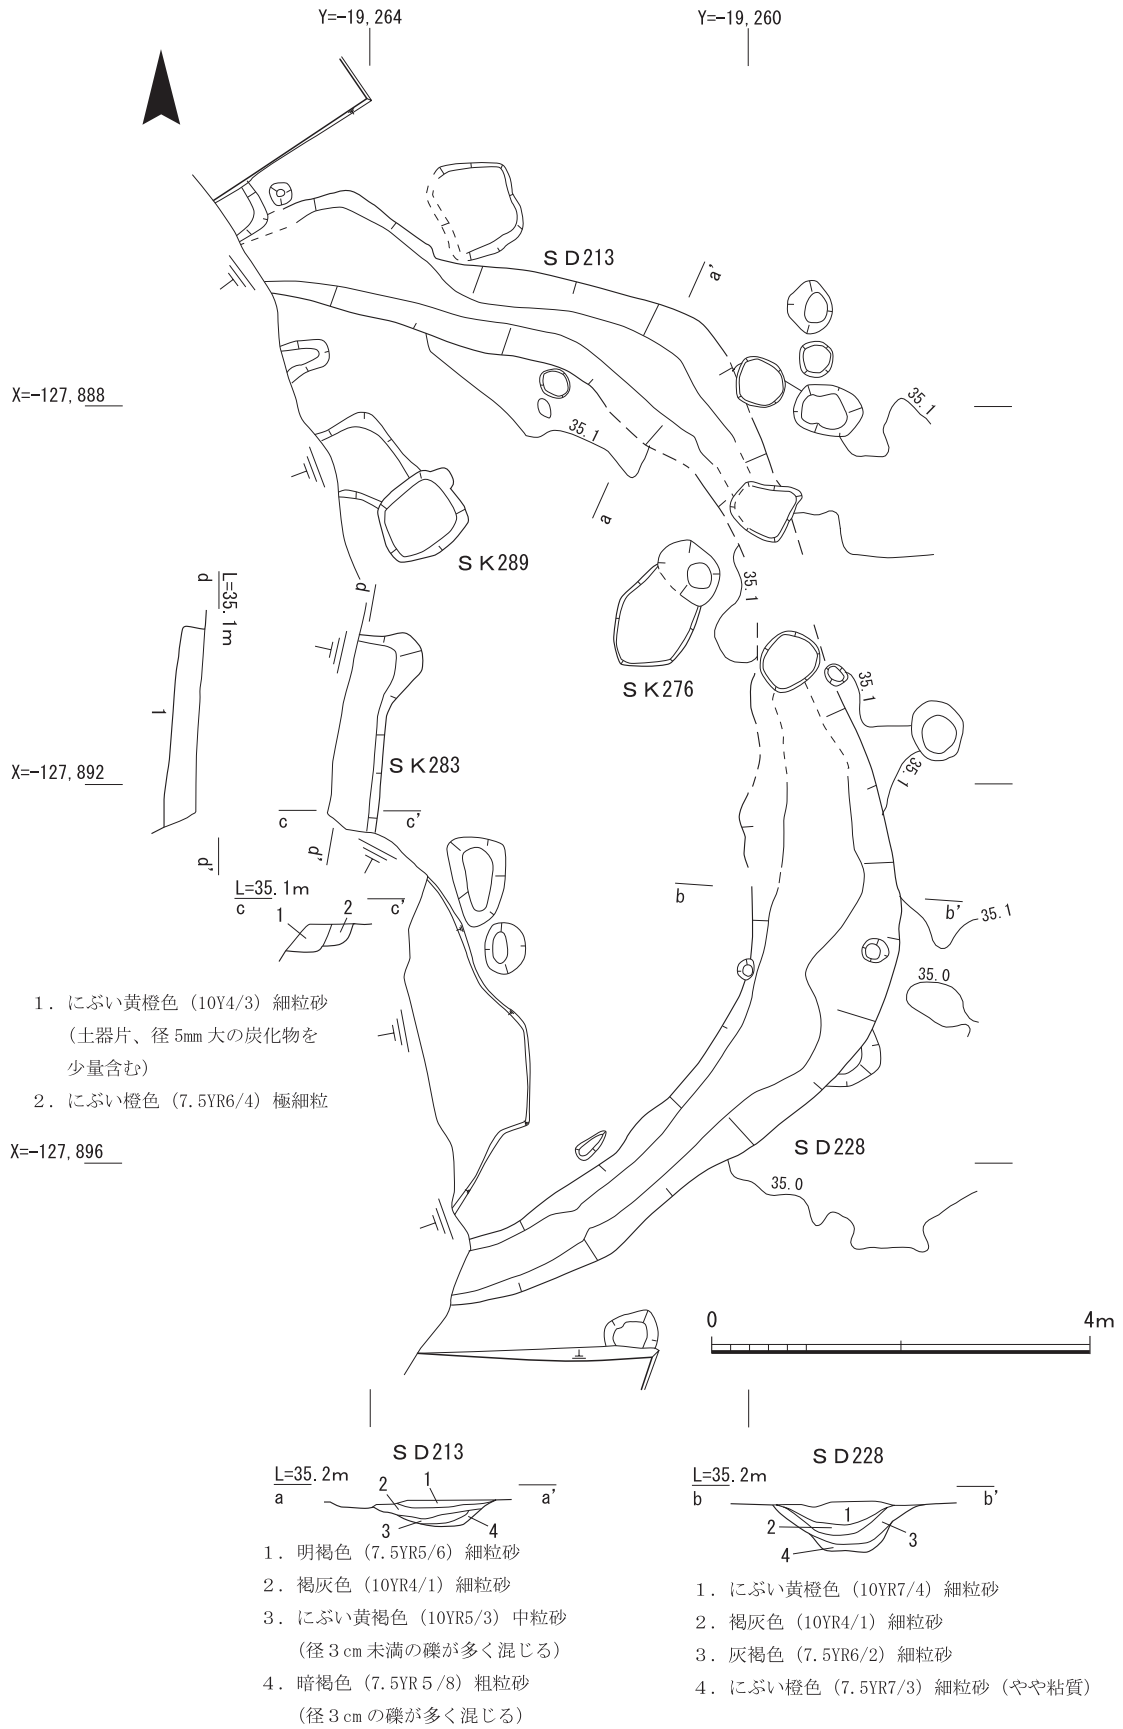 Y=-19,264
Y=-19,260
SD213
a'
X=-127,888
35.1
35.1
a
SK289
d
L=35.1m
d
35.1
1
SK276
35.1
SK283
X=-127,892
35.1
c
c'
d'
d'
L=35.1m
c
c'
1
2
b
b'
35.1
35.0
1．にぶい黄橙色（10Y4/3）細粒砂
（土器片、径5mm大の炭化物を
少量含む）
2．にぶい橙色（7.5YR6/4）極細粒
X=-127,896
SD228
35.0
0
4m
SD213
L=35.2m
a
a'
1
2
3
4
1．明褐色（7.5YR5/6）細粒砂
2．褐灰色（10YR4/1）細粒砂
3．にぶい黄褐色（10YR5/3）中粒砂
（径3cm未満の礫が多く混じる）
4．暗褐色（7.5YR5/8）粗粒砂
（径3cmの礫が多く混じる）
SD228
L=35.2m
b
b'
1
2
3
4
1．にぶい黄橙色（10YR7/4）細粒砂
2．褐灰色（10YR4/1）細粒砂
3．灰褐色（7.5YR6/2）細粒砂
4．にぶい橙色（7.5YR7/3）細粒砂（やや粘質）